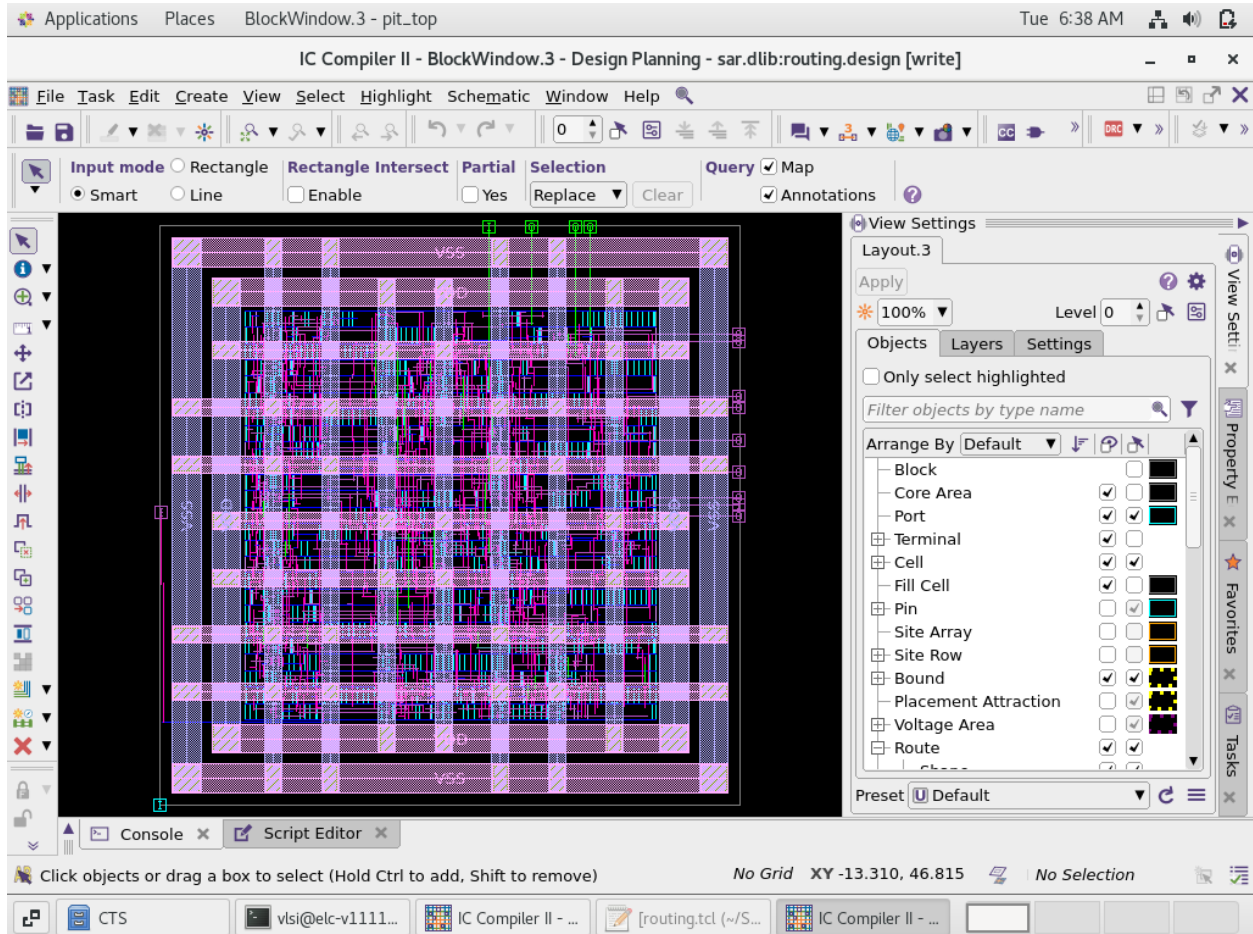 Applications Places BlockWindow.3 - pit_top Tue 6:38 AM
IC Compiler II - BlockWindow.3 - Design Planning - sar.dlib:routing.design [write]
File Task Edit Create View Select Highlight Schematic Window Help
0 CC DRC
Input mode Rectangle Rectangle Intersect Partial Selection Query Map
Smart Line Enable Yes Replace Clear Annotations
View Settings
Layout.3
Apply
100% Level 0
Objects Layers Settings
Only select highlighted
Filter objects by type name
Arrange By Default
Block
Core Area
Port
Terminal
Cell
Fill Cell
Pin
Site Array
Site Row
Bound
Placement Attraction
Voltage Area
Route
Shape
Preset U Default
View Setti
Property E
Favorites
Tasks
VSS
VSS
VSS
VSS
Console Script Editor
Click objects or drag a box to select (Hold Ctrl to add, Shift to remove) No Grid XY -13.310, 46.815 No Selection
CTS vlsi@elc-v1111... IC Compiler II - ... [routing.tcl (~/S... IC Compiler II - ...